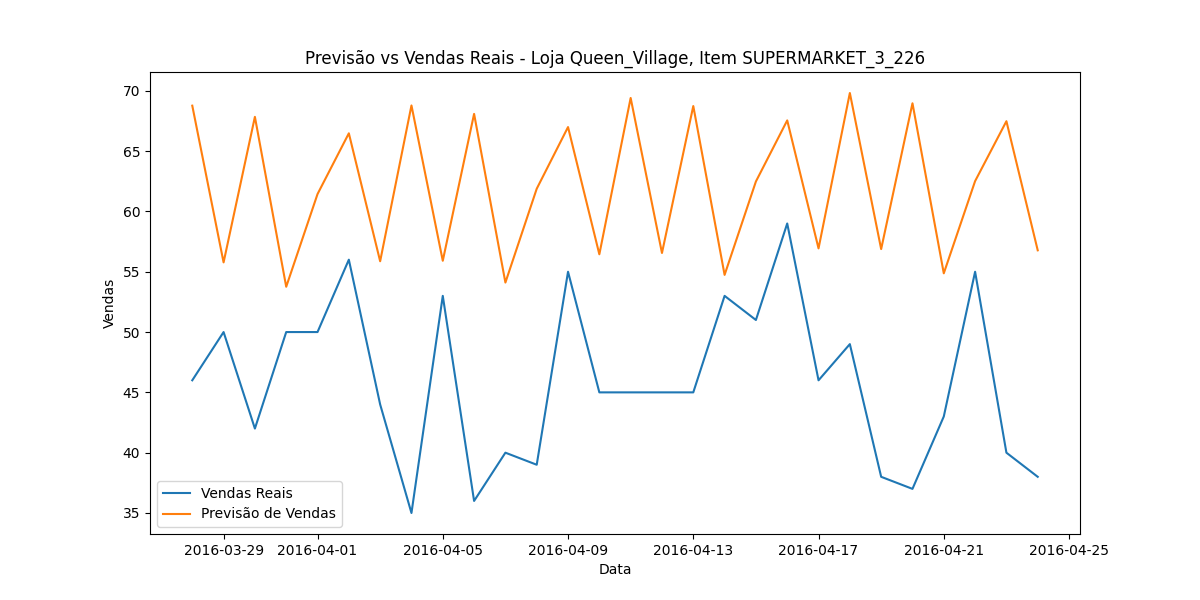 Previsão vs Vendas Reais - Loja Queen_Village, Item SUPERMARKET_3_226
70
65
60
55
50
45
40
35
Vendas
Vendas Reais
Previsão de Vendas
2016-03-29 2016-04-01 2016-04-05 2016-04-09 2016-04-13 2016-04-17 2016-04-21 2016-04-25
Data